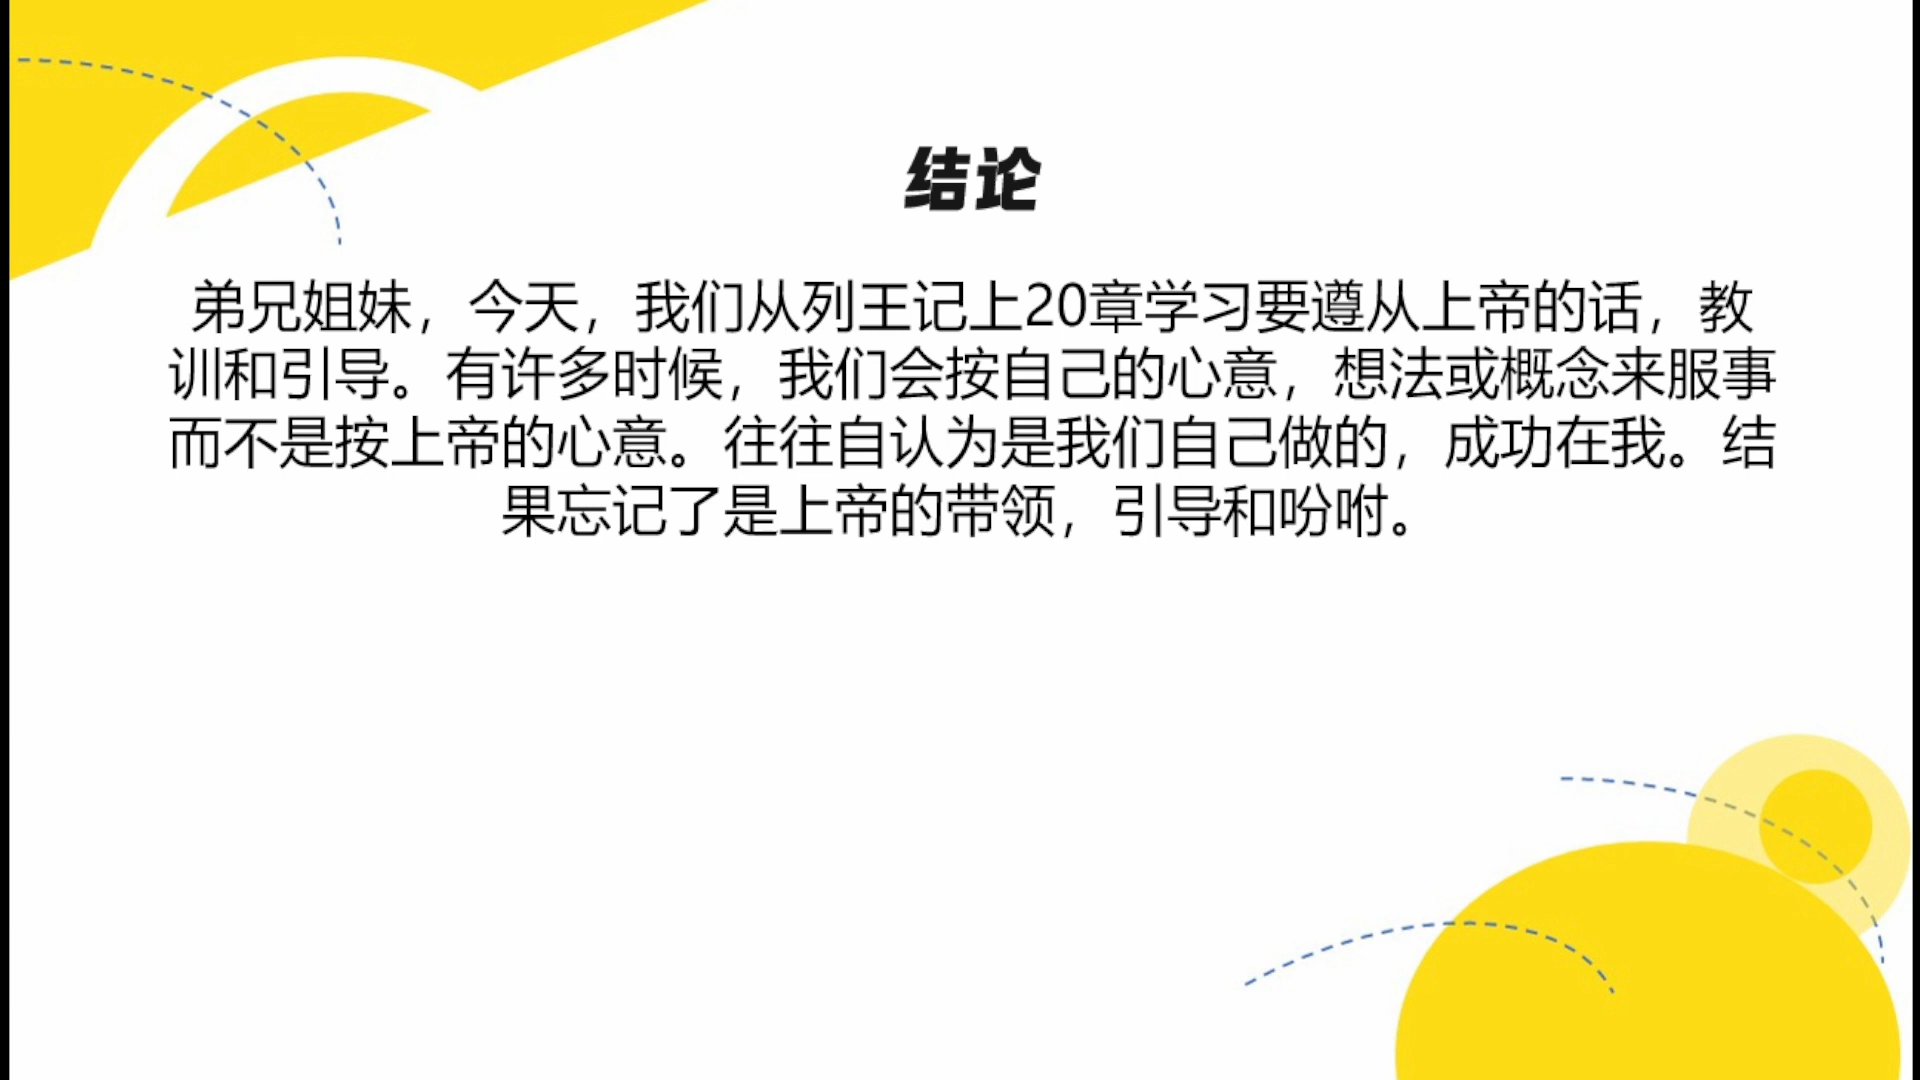 结论
弟兄姐妹，今天，我们从列王记上20章学习要遵从上帝的话，教
训和引导。有许多时候，我们会按自己的心意，想法或概念来服事
而不是按上帝的心意。往往自认为是我们自己做的，成功在我。结
果忘记了是上帝的带领，引导和吩咐。